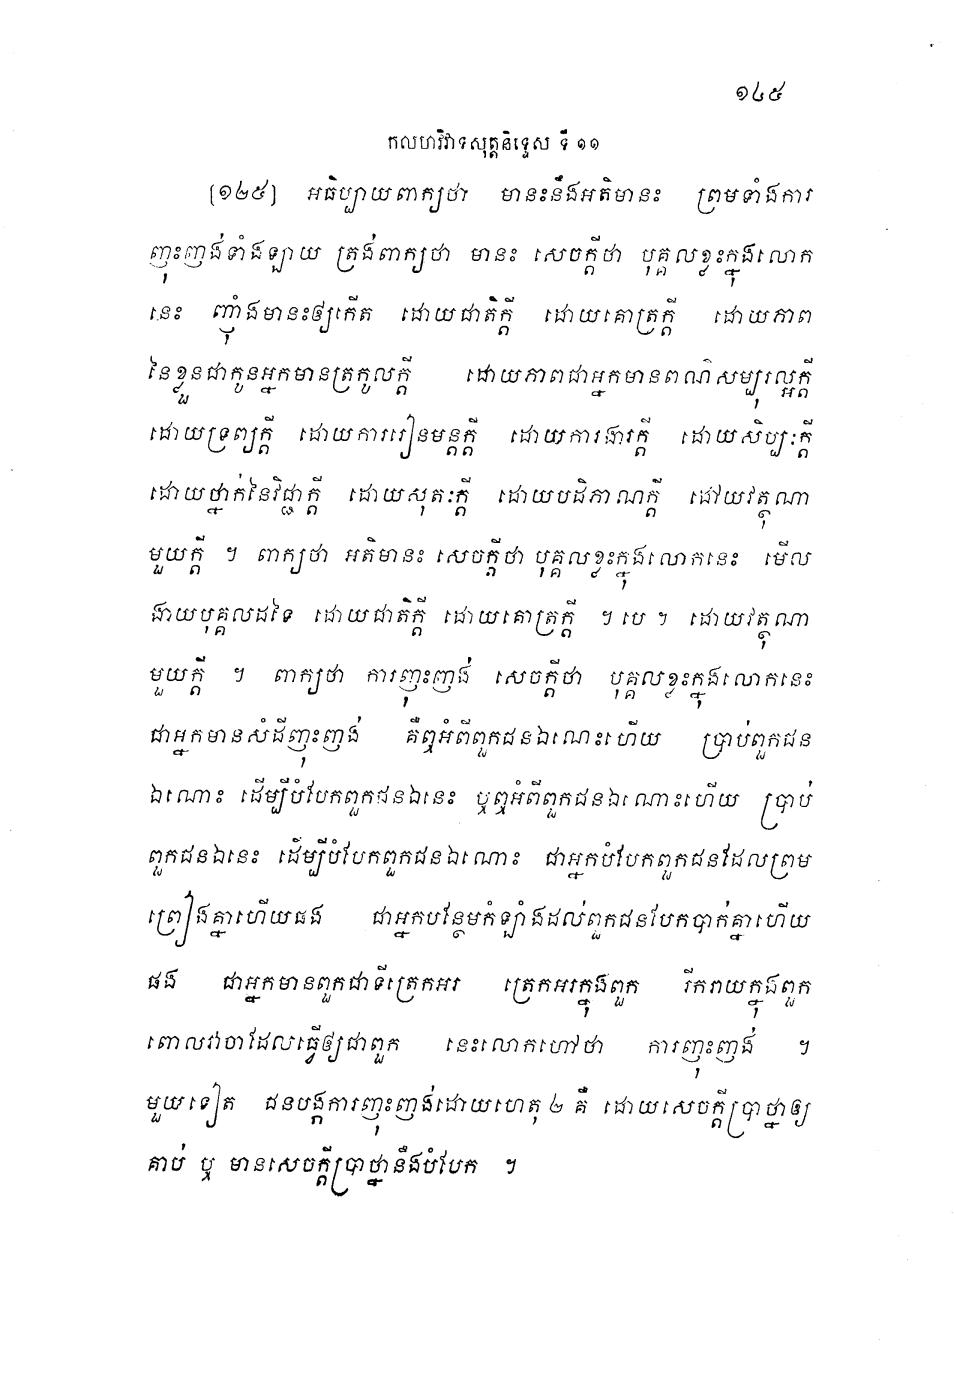 ១៤៥
កលហវិវាទសុត្តនិទ្ទេស ទី ១១
[១២៥] អធិប្បាយពាក្យថា មានះនឹងអតិមានះ ព្រមទាំងការ
ញុះញង់ទាំងឡាយ ត្រង់ពាក្យថា មានះ សេចក្តីថា បុគ្គលខ្លះក្នុងលោក
នេះ ញ៉ាំងមានះឲ្យកើត ដោយជាតិក្តី ដោយគោត្រក្តី ដោយភាព
នៃខ្លួនជាកូនអ្នកមានត្រកូលក្តី ដោយភាពជាអ្នកមានពណ៌សម្បុរល្អក្តី
ដោយទ្រព្យក្តី ដោយការរៀនមន្តក្តី ដោយការងារក្តី ដោយសិប្បៈក្តី
ដោយថ្នាក់នៃវិជ្ជាក្តី ដោយសុតៈក្តី ដោយបដិភាណក្តី ដោយវត្ថុណា
មួយក្តី ។ ពាក្យថា អតិមានះ សេចក្តីថា បុគ្គលខ្លះក្នុងលោកនេះ មើល
ងាយបុគ្គលដទៃ ដោយជាតិក្តី ដោយគោត្រក្តី ។ បេ ។ ដោយវត្ថុណា
មួយក្តី ។ ពាក្យថា ការញុះញង់ សេចក្តីថា បុគ្គលខ្លះក្នុងលោកនេះ
ជាអ្នកមានសំដីញុះញង់ គឺឮអំពីពួកជនឯណេះហើយ ប្រាប់ពួកជន
ឯណោះ ដើម្បីបំបែកពួកជនឯនេះ ឬឮអំពីពួកជនឯណោះហើយ ប្រាប់
ពួកជនឯនេះ ដើម្បីបំបែកពួកជនឯណោះ ជាអ្នកបំបែកពួកជនដែលព្រម
ព្រៀងគ្នាហើយផង ជាអ្នកបន្ថែមកំឡាំងដល់ពួកជនបែកបាក់គ្នាហើយ
ផង ជាអ្នកមានពួកជាទីត្រេកអរ ត្រេកអរក្នុងពួក រីករាយក្នុងពួក
ពោលវាចាដែលធ្វើឲ្យជាពួក នេះលោកហៅថា ការញុះញង់ ។
មួយទៀត ជនបង្កការញុះញង់ដោយហេតុ ២ គឺ ដោយសេចក្តីប្រាថ្នាឲ្យ
គាប់ ឬ មានសេចក្តីប្រាថ្នានឹងបំបែក ។